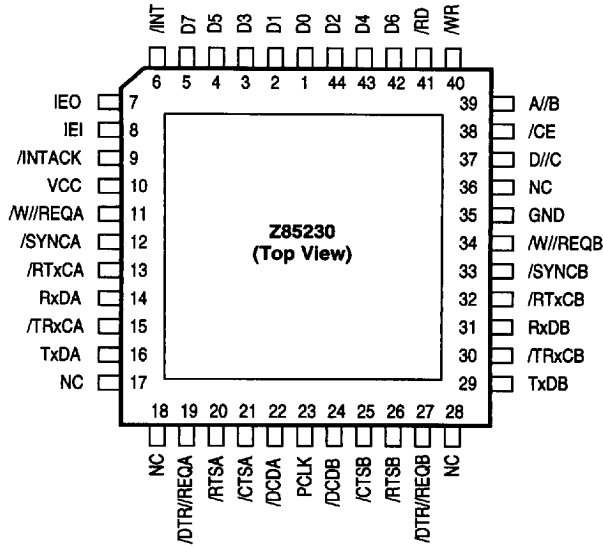 /INT D7 D5 D3 D1 D0 D2 D4 D6 /RD /WR
6 5 4 3 2 1 44 43 42 41 40
IEO 7 39 A//B
IEI 8 38 /CE
/INTACK 9 37 D//C
VCC 10 36 NC
/W//REQA 11 35 GND
/SYNCA 12 34 /W//REQB
/RTxCA 13 33 /SYNCB
RxDA 14 32 /RTxCB
/TRxCA 15 31 RxDB
TxDA 16 30 /TRxCB
NC 17 29 TxDB
Z85230
(Top View)
18 19 20 21 22 23 24 25 26 27 28
NC /DTR//REQA /RTSA /CTSA /DCDA PCLK /DCDB /CTSB /RTSB /DTR//REQB NC